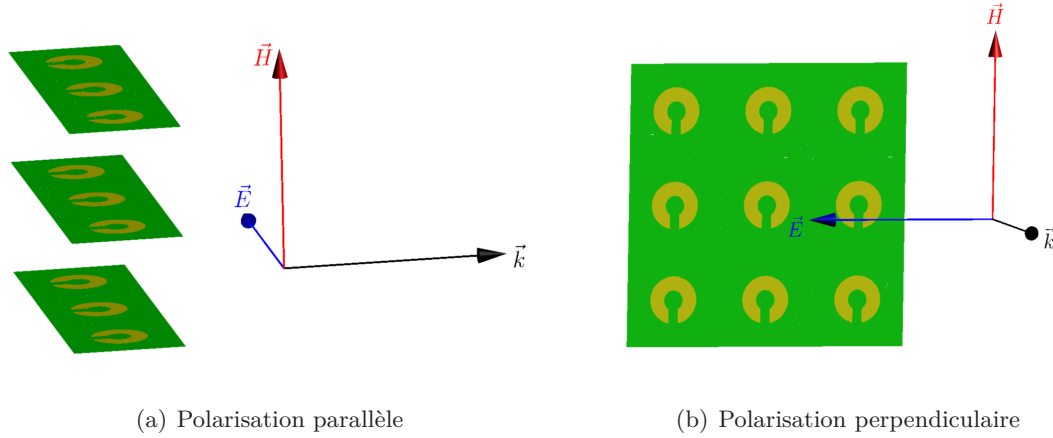 H⃗
H⃗
E⃗
k⃗
E⃗
k⃗
(a) Polarisation parallèle
(b) Polarisation perpendiculaire